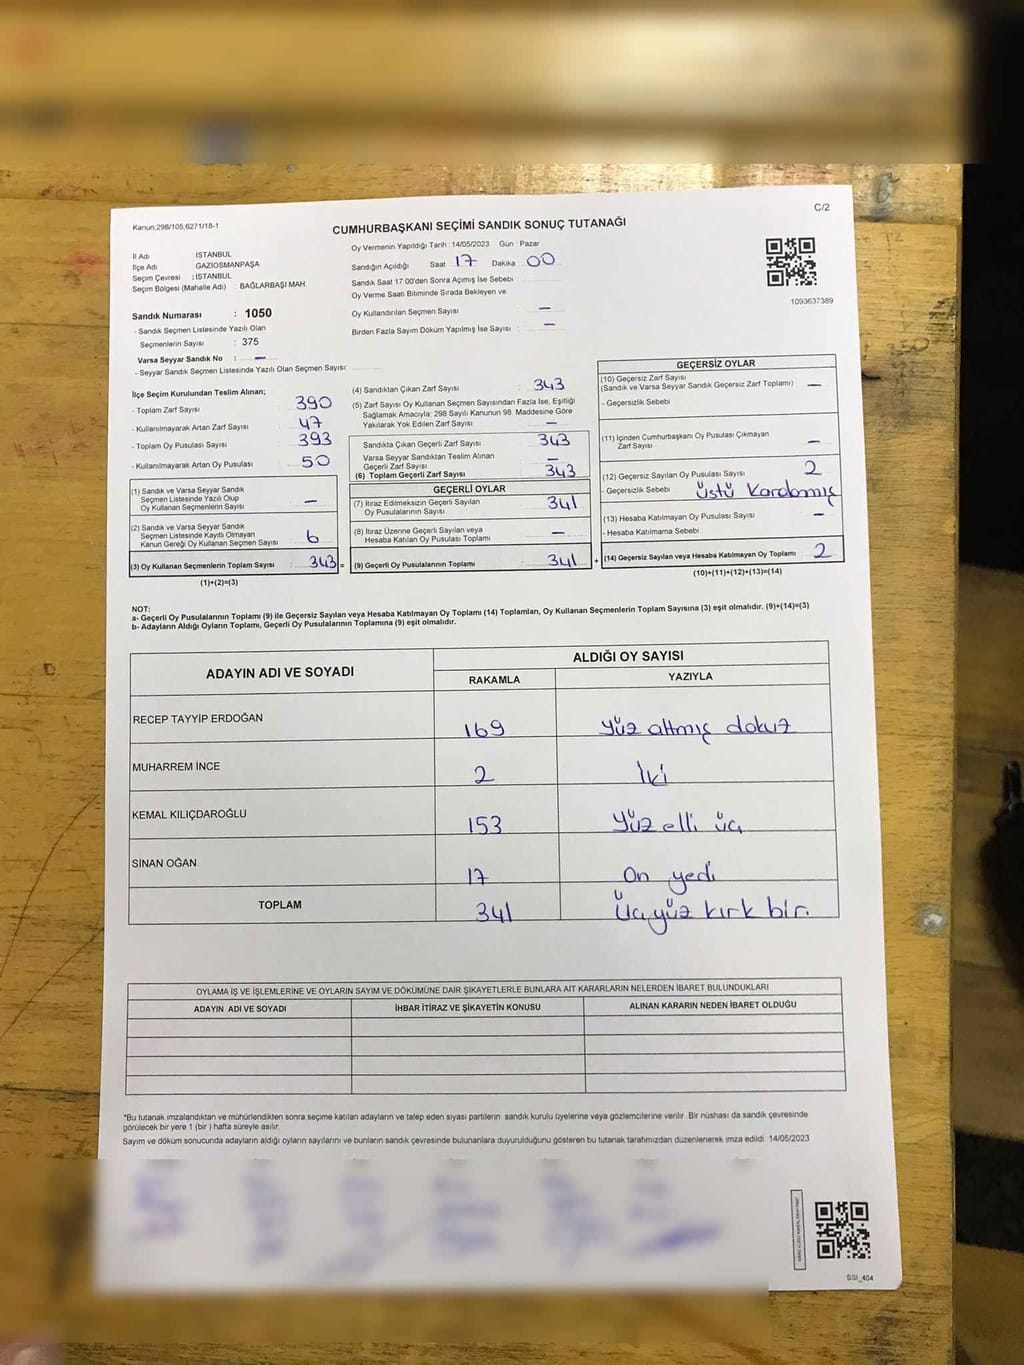 Kanun,298/105,6271/18-1
C/2
CUMHURBAŞKANI SEÇİMİ SANDIK SONUÇ TUTANAĞI
İl Adı İSTANBUL
İlçe Adı GAZİOSMANPAŞA
Seçim Çevresi : İSTANBUL
Seçim Bölgesi (Mahalle Adı) BAĞLARBAŞI MAH.
Oy Vermenin Yapıldığı Tarih : 14/05/2023 Gün : Pazar
Sandığın Açıldığı Saat 17 Dakika 00
Sandık Saat 17:00'den Sonra Açımış İse Sebebi
Oy Verme Saati Bitiminde Sırada Bekleyen ve
Oy Kullandırılan Seçmen Sayısı : —
Birden Fazla Sayım Döküm Yapılmış İse Sayısı : —
1093637389
Sandık Numarası : 1050
- Sandık Seçmen Listesinde Yazılı Olan
Seçmenlerin Sayısı : 375
Varsa Seyyar Sandık No : —
- Seyyar Sandık Seçmen Listesinde Yazılı Olan Seçmen Sayısı:
İlçe Seçim Kurulundan Teslim Alınan;
- Toplam Zarf Sayısı 390
- Kullanılmayarak Artan Zarf Sayısı 47
- Toplam Oy Pusulası Sayısı 393
- Kullanılmayarak Artan Oy Pusulası 50
(1) Sandık ve Varsa Seyyar Sandık
Seçmen Listesinde Yazılı Olup
Oy Kullanan Seçmenlerin Sayısı —
(2) Sandık ve Varsa Seyyar Sandık
Seçmen Listesinde Kayıtlı Olmayan
Kanun Gereği Oy Kullanan Seçmen Sayısı 6
(3) Oy Kullanan Seçmenlerin Toplam Sayısı 343 =
(1)+(2)=(3)
(4) Sandıktan Çıkan Zarf Sayısı : 343
(5) Zarf Sayısı Oy Kullanan Seçmen Sayısından Fazla İse, Eşitliği
Sağlamak Amacıyla; 298 Sayılı Kanunun 98. Maddesine Göre
Yakılarak Yok Edilen Zarf Sayısı : —
Sandıkta Çıkan Geçerli Zarf Sayısı : 343
Varsa Seyyar Sandıktan Teslim Alınan
Geçerli Zarf Sayısı : —
(6) Toplam Geçerli Zarf Sayısı : 343
GEÇERLİ OYLAR
(7) İtiraz Edilmeksizin Geçerli Sayılan
Oy Pusulalarının Sayısı : 341
(8) İtiraz Üzerine Geçerli Sayılan veya
Hesaba Katılan Oy Pusulası Toplamı : —
(9) Geçerli Oy Pusulalarının Toplamı : 341 +
GEÇERSİZ OYLAR
(10) Geçersiz Zarf Sayısı
(Sandık ve Varsa Seyyar Sandık Geçersiz Zarf Toplamı) : —
- Geçersizlik Sebebi
(11) İçinden Cumhurbaşkanı Oy Pusulası Çıkmayan
Zarf Sayısı : —
(12) Geçersiz Sayılan Oy Pusulası Sayısı : 2
- Geçersizlik Sebebi üstü Karalamış
(13) Hesaba Katılmayan Oy Pusulası Sayısı : —
- Hesaba Katılmama Sebebi
(14) Geçersiz Sayılan veya Hesaba Katılmayan Oy Toplamı : 2
(10)+(11)+(12)+(13)=(14)
NOT:
a- Geçerli Oy Pusulalarının Toplamı (9) ile Geçersiz Sayılan veya Hesaba Katılmayan Oy Toplamı (14) Toplamları, Oy Kullanan Seçmenlerin Toplam Sayısına (3) eşit olmalıdır. (9)+(14)=(3)
b- Adayların Aldığı Oyların Toplamı, Geçerli Oy Pusulalarının Toplamına (9) eşit olmalıdır.
ADAYIN ADI VE SOYADI
ALDIĞI OY SAYISI
RAKAMLA YAZIYLA
RECEP TAYYİP ERDOĞAN 169 Yüz altmış dokuz
MUHARREM İNCE 2 İki
KEMAL KILIÇDAROĞLU 153 Yüz elli üç
SİNAN OĞAN 17 On yedi
TOPLAM 341 Üçyüz kırk bir.
OYLAMA İŞ VE İŞLEMLERİNE VE OYLARIN SAYIM VE DÖKÜMÜNE DAİR ŞİKAYETLERLE BUNLARA AİT KARARLARIN NELERDEN İBARET BULUNDUKLARI
ADAYIN ADI VE SOYADI İHBAR İTİRAZ VE ŞİKAYETİN KONUSU ALINAN KARARIN NEDEN İBARET OLDUĞU
*Bu tutanak imzalandıktan ve mühürlendikten sonra seçime katılan adayların ve talep eden siyasi partilerin sandık kurulu üyelerine veya gözlemcilerine verilir. Bir nüshası da sandık çevresinde
görülecek bir yere 1 (bir ) hafta süreyle asılır.
Sayım ve döküm sonucunda adayların aldığı oyların sayılarını ve bunların sandık çevresinde bulunanlara duyurulduğunu gösteren bu tutanak tarafımızdan düzenlenerek imza edildi. 14/05/2023
SSI_404